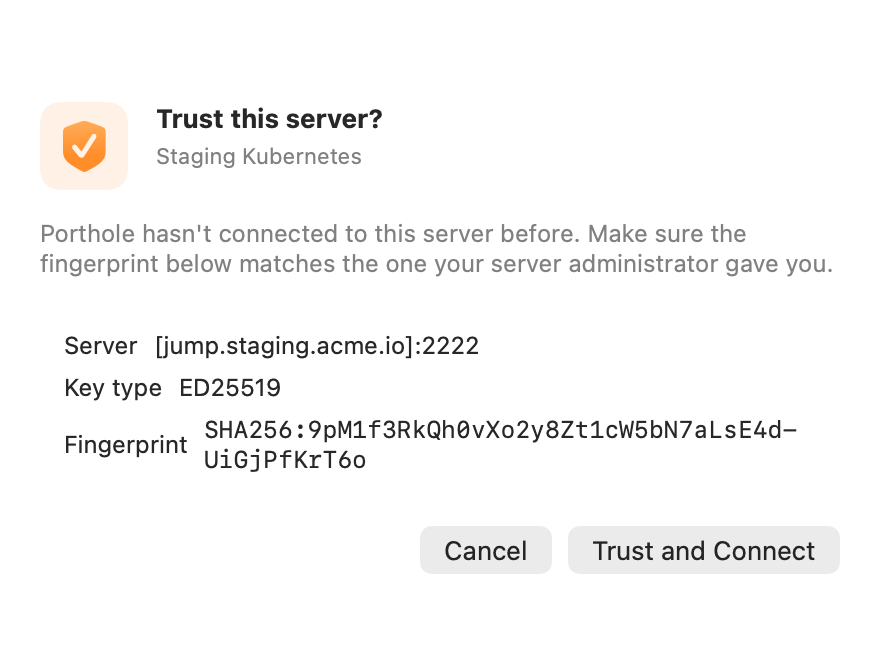 Trust this server?
Staging Kubernetes
Porthole hasn't connected to this server before. Make sure the
fingerprint below matches the one your server administrator gave you.
Server [jump.staging.acme.io]:2222
Key type ED25519
Fingerprint SHA256:9pM1f3RkQh0vXo2y8Zt1cW5bN7aLsE4d-
UiGjPfKrT6o
Cancel Trust and Connect